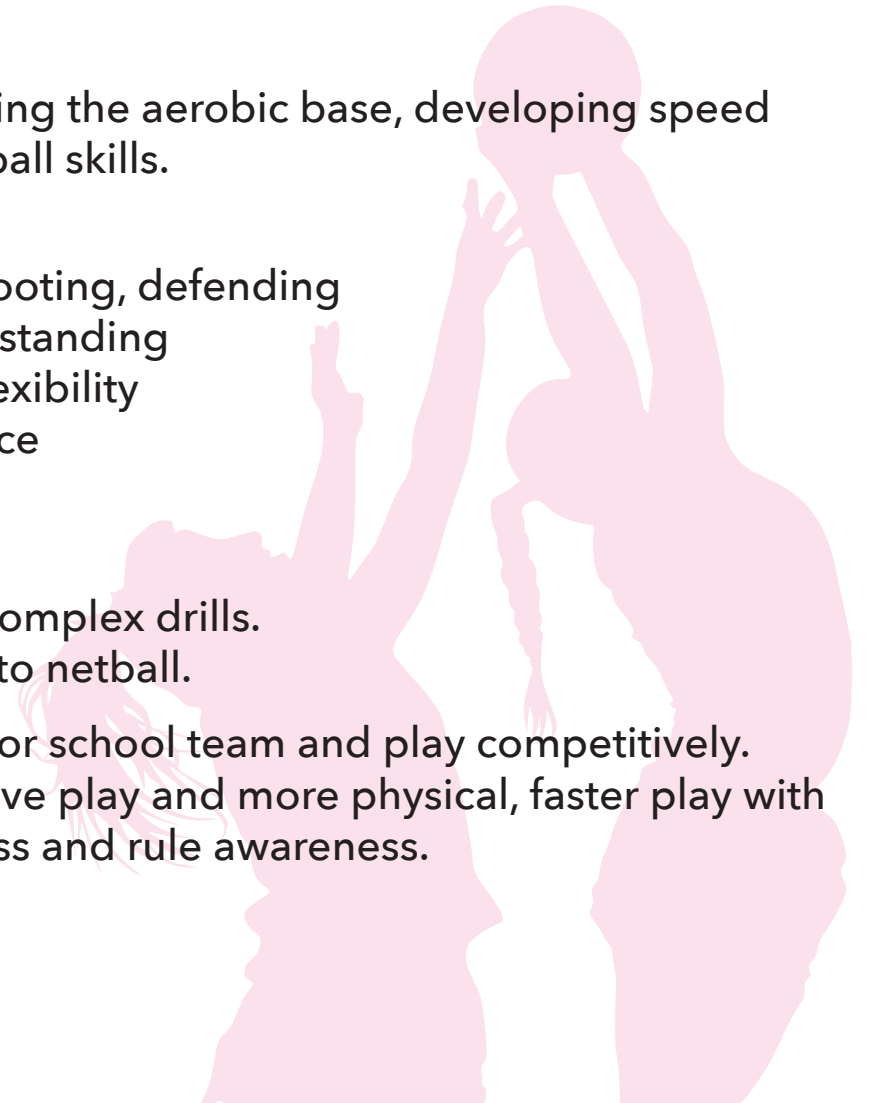 ing the aerobic base, developing speed
ball skills.
ooting, defending
standing
exibility
ce
omplex drills.
to netball.
or school team and play competitively.
ve play and more physical, faster play with
ss and rule awareness.